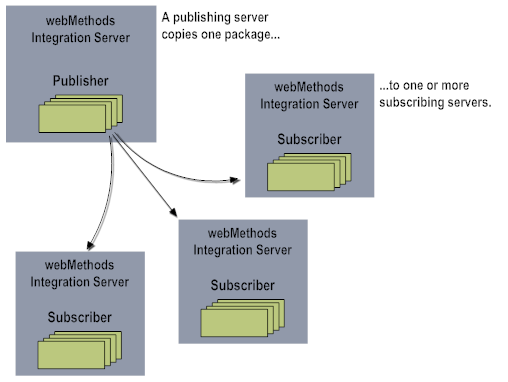 webMethods
Integration Server
Publisher
A publishing server
copies one package...
webMethods
Integration Server
Subscriber
...to one or more
subscribing servers.
webMethods
Integration Server
Subscriber
webMethods
Integration Server
Subscriber